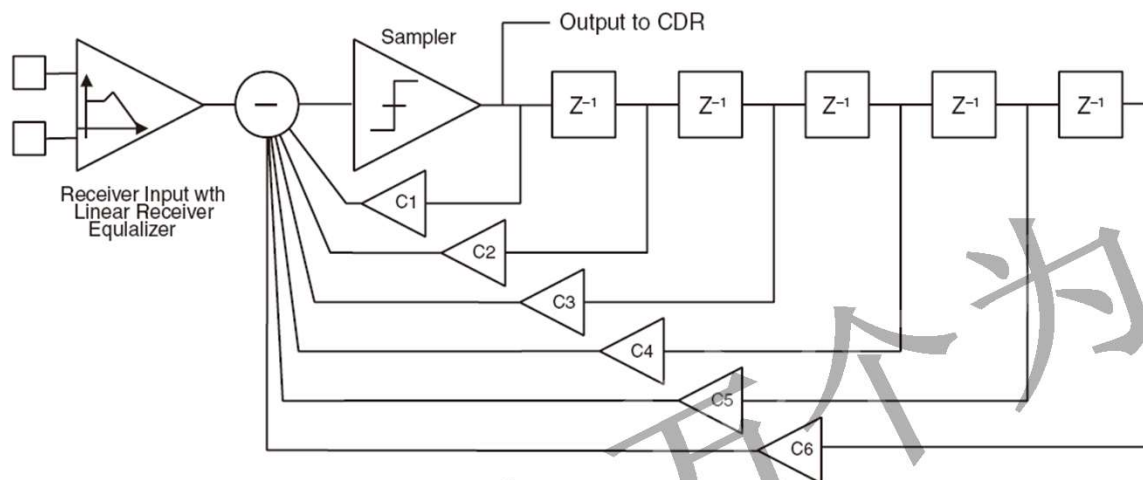 Output to CDR
Sampler
Z⁻¹ Z⁻¹ Z⁻¹ Z⁻¹ Z⁻¹
Receiver Input wth
Linear Receiver
Equlalizer
C1
C2
C3
C4
C5
C6
百个为